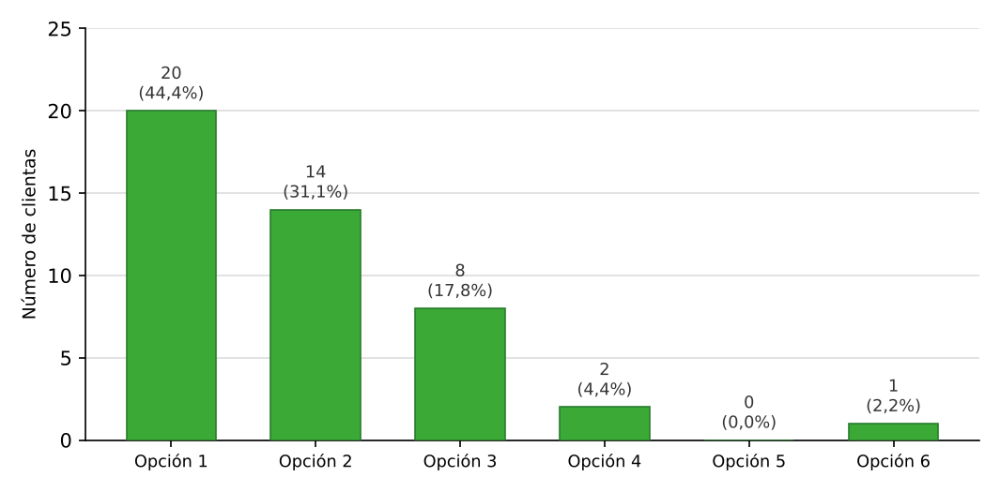 Número de clientas
25
20
15
10
5
0
20
(44,4%)
14
(31,1%)
8
(17,8%)
2
(4,4%)
0
(0,0%)
1
(2,2%)
Opción 1
Opción 2
Opción 3
Opción 4
Opción 5
Opción 6